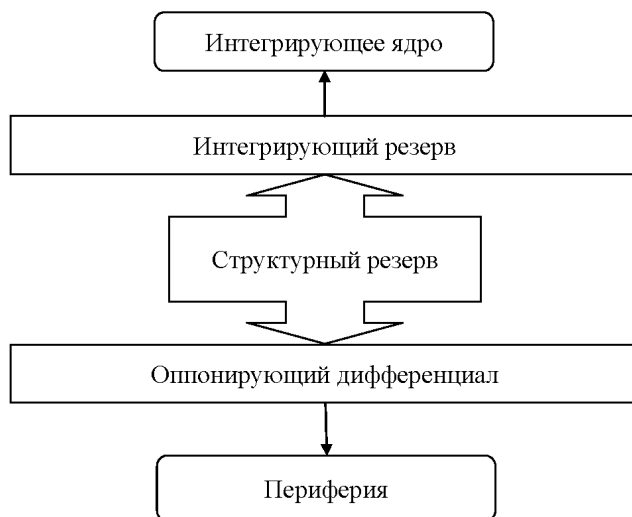 Интегрирующее ядро
Интегрирующий резерв
Структурный резерв
Оппонирующий дифференциал
Периферия